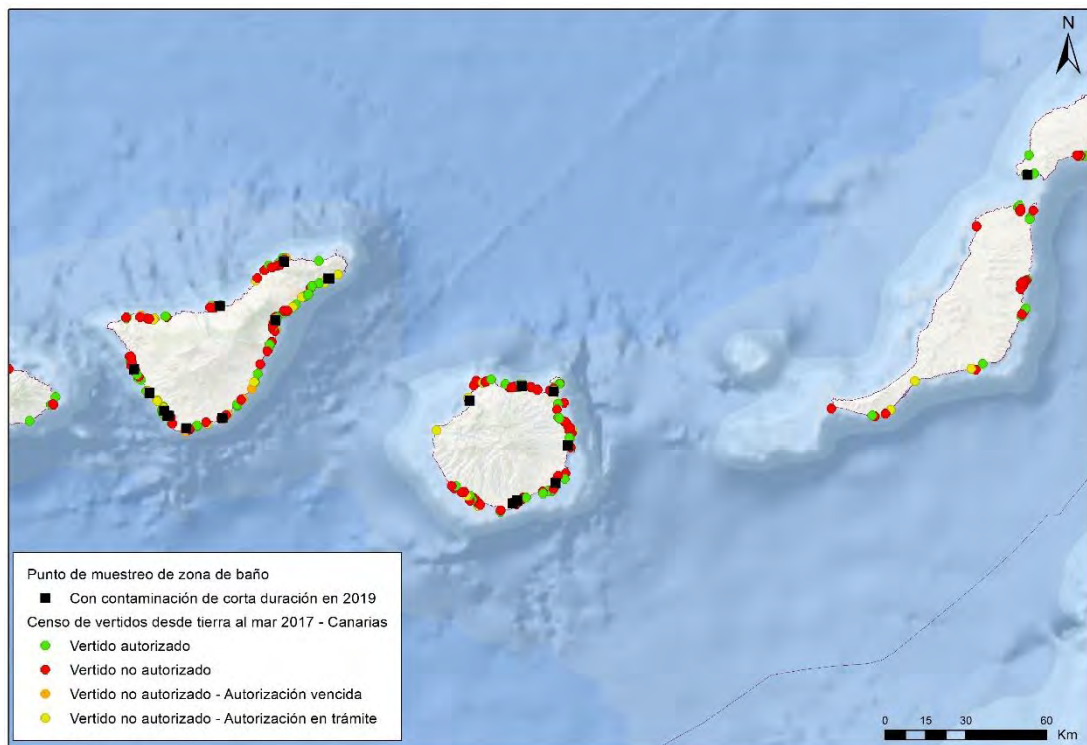 N
Punto de muestreo de zona de baño
Con contaminación de corta duración en 2019
Censo de vertidos desde tierra al mar 2017 - Canarias
Vertido autorizado
Vertido no autorizado
Vertido no autorizado - Autorización vencida
Vertido no autorizado - Autorización en trámite
0 15 30 60
Km